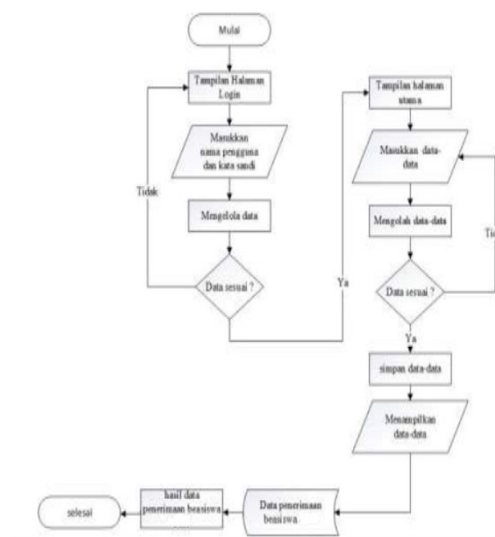 Mulai
Tampilan Halaman
Login
Masukkan
nama pengguna
dan kata sandi
Tidak
Mengelola data
Data sesuai ?
Ya
Tampilan halaman
utama
Masukkan data-
data
Mengolah data-data
Tid
Data sesuai ?
Ya
simpan data-data
Menampilkan
data-data
Data penerimaan
beasiswa
hasil data
penerimaan beasiswa
selesai